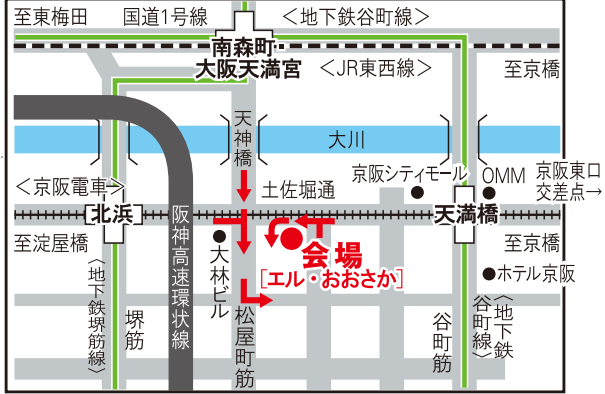 至東梅田
国道1号線
＜地下鉄谷町線＞
南森町・
大阪天満宮
＜JR東西線＞
至京橋
天神橋
大川
京阪シティモール
OMM
京阪東口
交差点→
＜京阪電車＞
土佐堀通
[北浜]
天満橋
至淀屋橋
阪神高速環状線
大林ビル
会場
[エル・おおさか]
至京橋
ホテル京阪
＜地下鉄堺筋線＞
堺筋
松屋町筋
谷町筋
＜地下鉄
谷町線＞